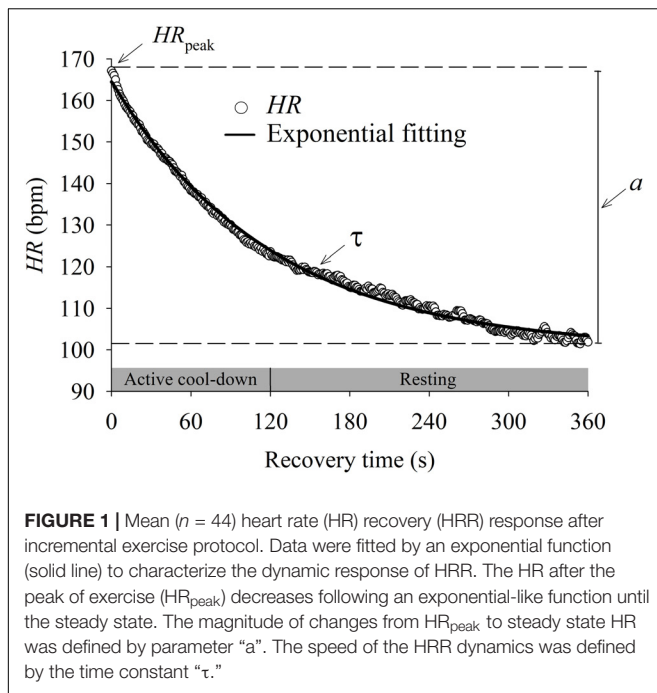 HRpeak
170
160
150
140
130
120
110
100
90
HR (bpm)
HR
Exponential fitting
a
τ
Active cool-down
Resting
0
60
120
180
240
300
360
Recovery time (s)
FIGURE 1 | Mean (n = 44) heart rate (HR) recovery (HRR) response after
incremental exercise protocol. Data were fitted by an exponential function
(solid line) to characterize the dynamic response of HRR. The HR after the
peak of exercise (HRpeak) decreases following an exponential-like function until
the steady state. The magnitude of changes from HRpeak to steady state HR
was defined by parameter “a”. The speed of the HRR dynamics was defined
by the time constant “τ.”